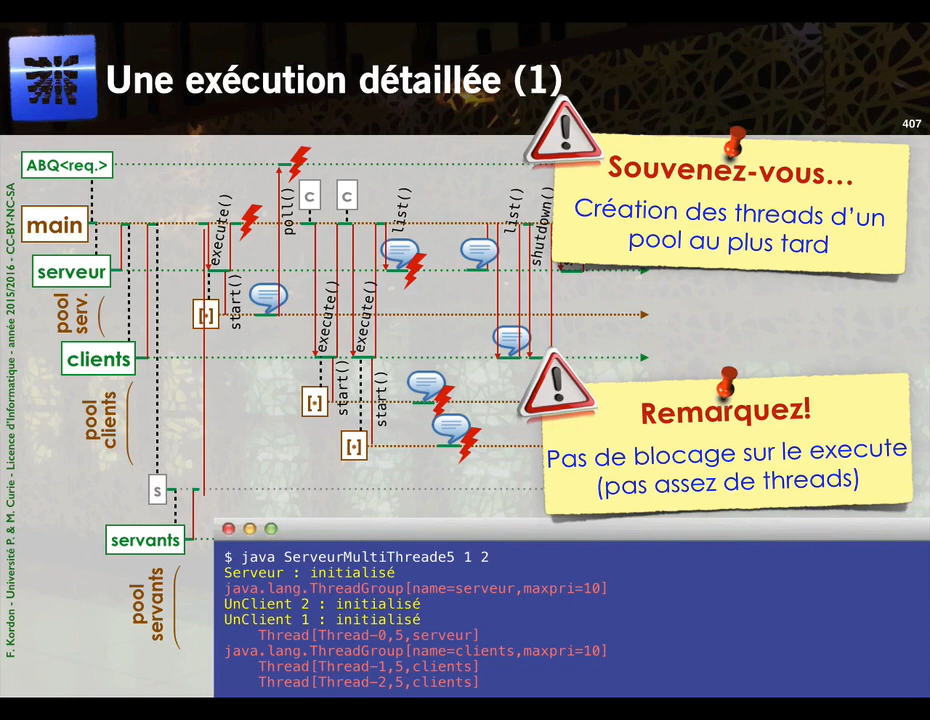 Une exécution détaillée (1)
407
ABQ<req.>
main
serveur
pool
serv.
clients
pool
clients
s
servants
pool
servants
[·]
[·]
[·]
c
c
execute()
start()
poll()
execute()
start()
execute()
start()
list()
list()
shutdown()
Souvenez-vous...
Création des threads d'un
pool au plus tard
Remarquez!
Pas de blocage sur le execute
(pas assez de threads)
$ java ServeurMultiThreade5 1 2
Serveur : initialisé
java.lang.ThreadGroup[name=serveur,maxpri=10]
UnClient 2 : initialisé
UnClient 1 : initialisé
Thread[Thread-0,5,serveur]
java.lang.ThreadGroup[name=clients,maxpri=10]
Thread[Thread-1,5,clients]
Thread[Thread-2,5,clients]
F. Kordon - Université P. & M. Curie - Licence d'Informatique - année 2015/2016 - CC-BY-NC-SA